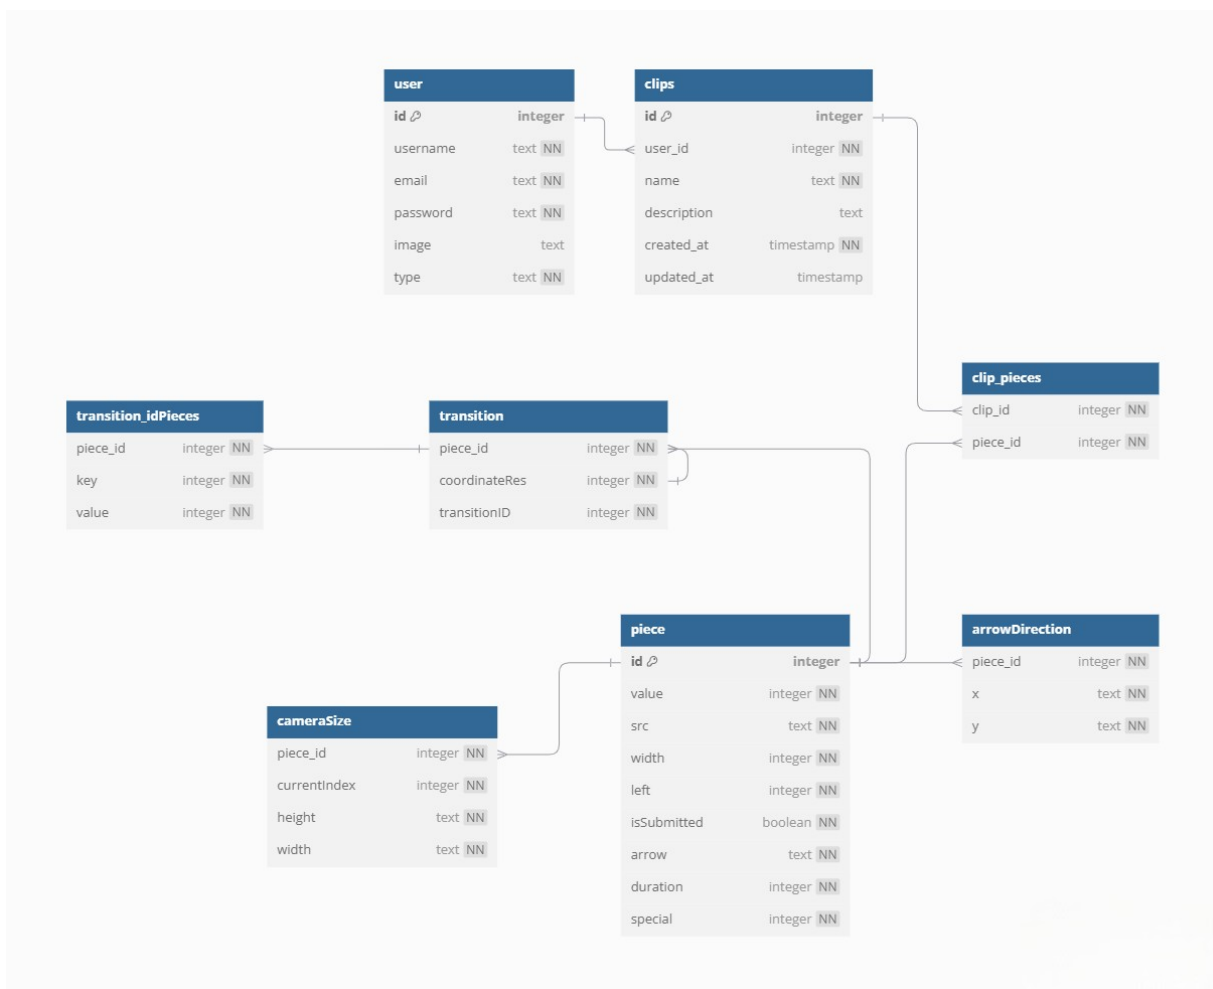 user
id integer
username text NN
email text NN
password text NN
image text
type text NN
clips
id integer
user_id integer NN
name text NN
description text
created_at timestamp NN
updated_at timestamp
clip_pieces
clip_id integer NN
piece_id integer NN
transition_idPieces
piece_id integer NN
key integer NN
value integer NN
transition
piece_id integer NN
coordinateRes integer NN
transitionID integer NN
piece
id integer
value integer NN
src text NN
width integer NN
left integer NN
isSubmitted boolean NN
arrow text NN
duration integer NN
special integer NN
arrowDirection
piece_id integer NN
x text NN
y text NN
cameraSize
piece_id integer NN
currentIndex integer NN
height text NN
width text NN